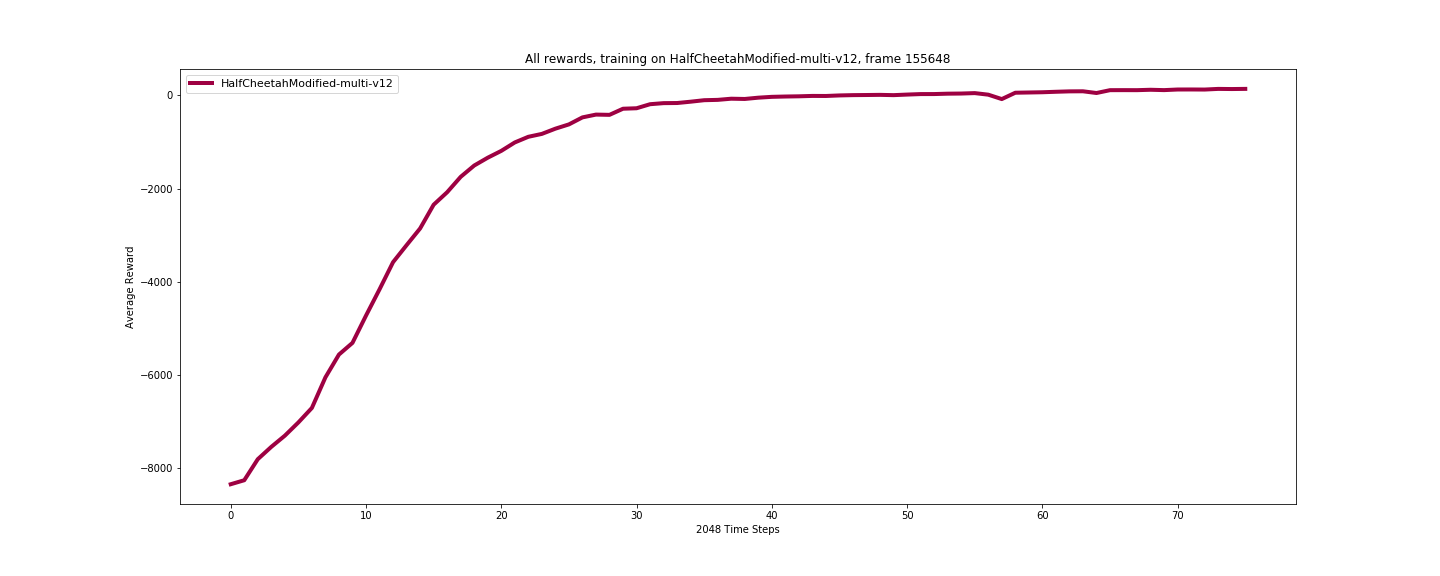 All rewards, training on HalfCheetahModified-multi-v12, frame 155648
HalfCheetahModified-multi-v12
Average Reward
0
−2000
−4000
−6000
−8000
0 10 20 30 40 50 60 70
2048 Time Steps